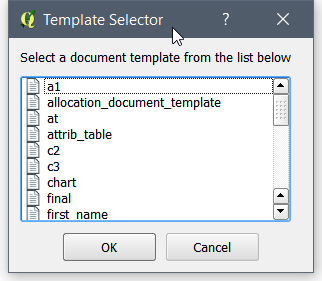 Template Selector ?
Select a document template from the list below
a1
allocation_document_template
at
attrib_table
c2
c3
chart
final
first_name
OK
Cancel